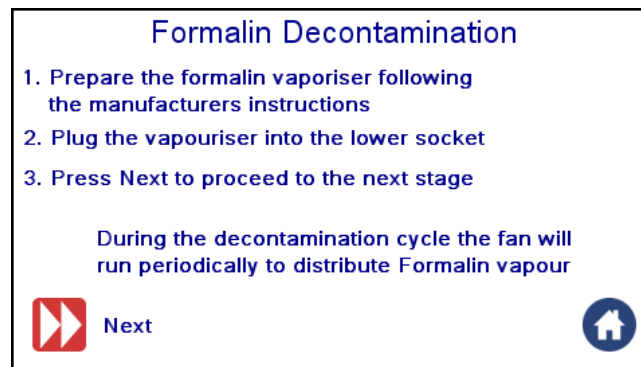 Formalin Decontamination
1. Prepare the formalin vaporiser following
the manufacturers instructions
2. Plug the vapouriser into the lower socket
3. Press Next to proceed to the next stage
During the decontamination cycle the fan will
run periodically to distribute Formalin vapour
Next